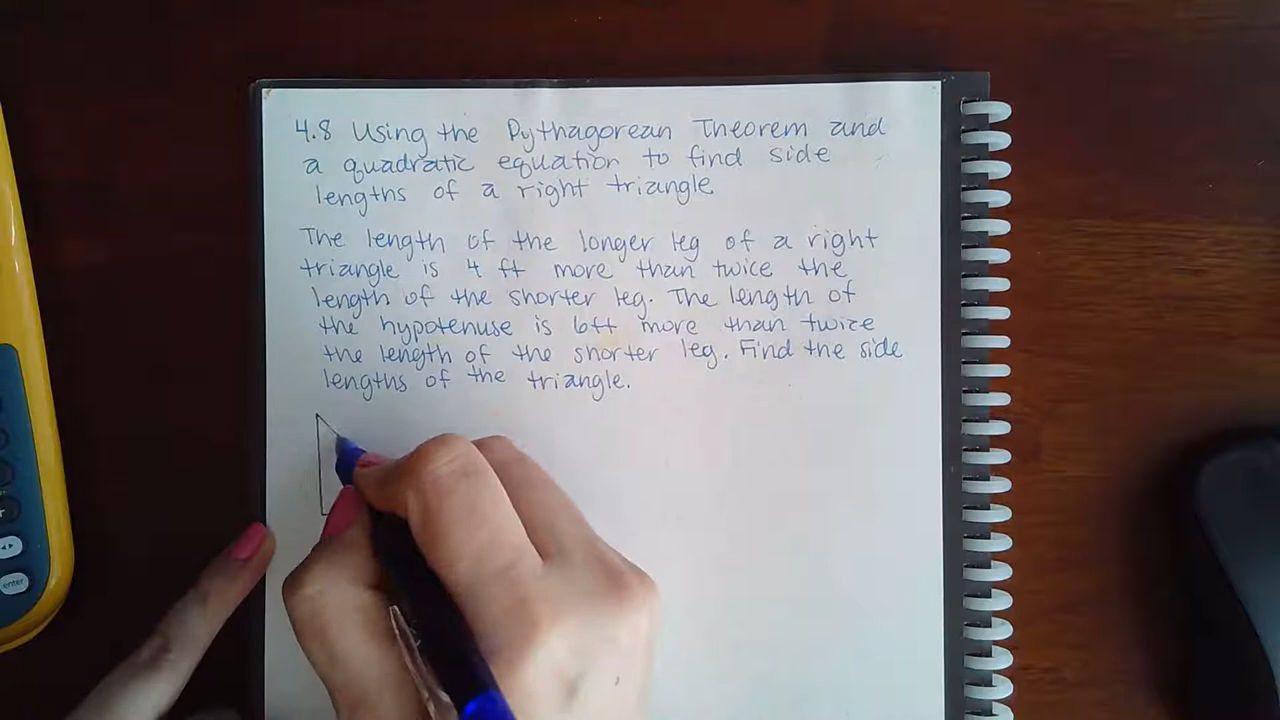 4.8 Using the Pythagorean Theorem and
a quadratic equation to find side
lengths of a right triangle
The length of the longer leg of a right
triangle is 4 ft more than twice the
length of the shorter leg. The length of
the hypotenuse is 6ft more than twice
the length of the shorter leg. Find the side
lengths of the triangle.
enter